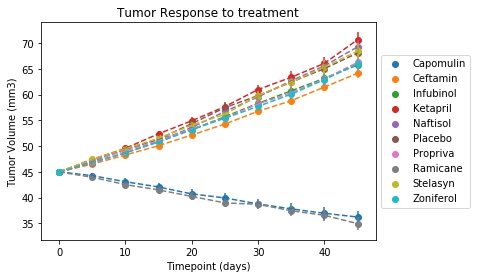 Tumor Response to treatment
Tumor Volume (mm3)
70
65
60
55
50
45
40
35
0
10
20
30
40
Timepoint (days)
Capomulin
Ceftamin
Infubinol
Ketapril
Naftisol
Placebo
Propriva
Ramicane
Stelasyn
Zoniferol